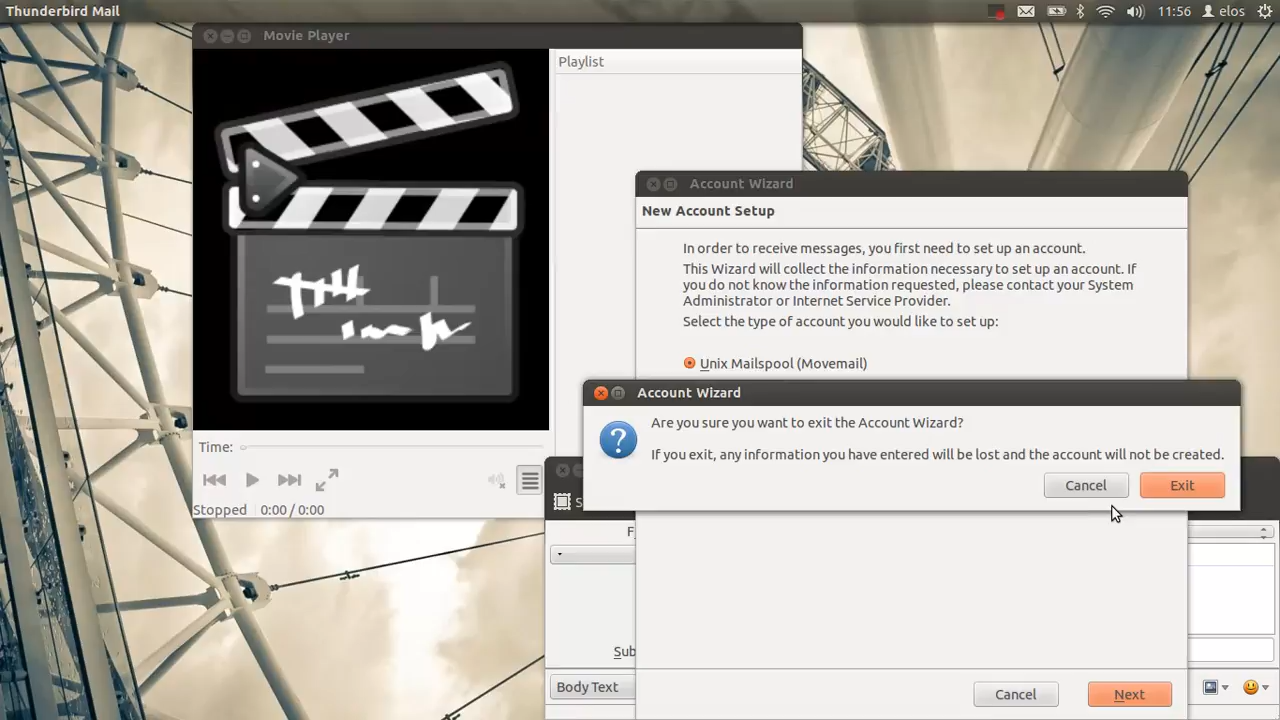 Thunderbird Mail
11:56
elos
Movie Player
Playlist
Account Wizard
New Account Setup
In order to receive messages, you first need to set up an account.
This Wizard will collect the information necessary to set up an account. If
you do not know the information requested, please contact your System
Administrator or Internet Service Provider.
Select the type of account you would like to set up:
Unix Mailspool (Movemail)
Account Wizard
Are you sure you want to exit the Account Wizard?
If you exit, any information you have entered will be lost and the account will not be created.
Cancel
Exit
Time:
Stopped
0:00 / 0:00
S
F
Sub
Body Text
Cancel
Next